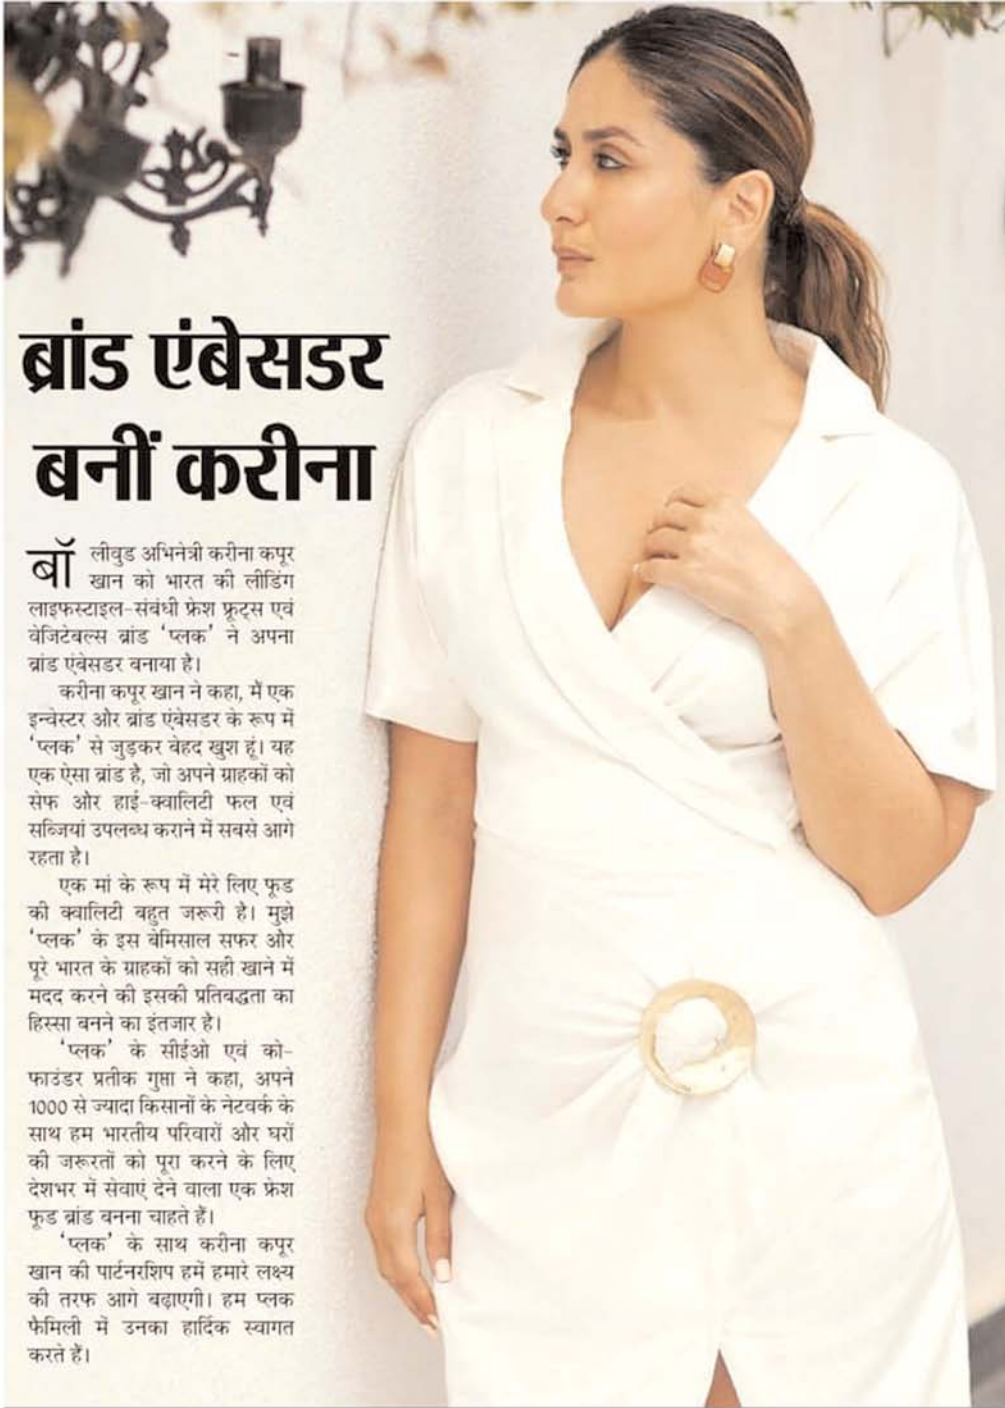 ब्रांड एंबेसडर
बनीं करीना
बॉलीवुड अभिनेत्री करीना कपूर
खान को भारत की लीडिंग
लाइफस्टाइल-संबंधी फ्रेश फ्रूट्स एवं
वेजिटेबल्स ब्रांड ‘प्लक’ ने अपना
ब्रांड एंबेसडर बनाया है।
करीना कपूर खान ने कहा, मैं एक
इन्वेस्टर और ब्रांड एंबेसडर के रूप में
‘प्लक’ से जुड़कर बेहद खुश हूं। यह
एक ऐसा ब्रांड है, जो अपने ग्राहकों को
सेफ और हाई-क्वालिटी फल एवं
सब्जियां उपलब्ध कराने में सबसे आगे
रहता है।
एक मां के रूप में मेरे लिए फूड
की क्वालिटी बहुत जरूरी है। मुझे
‘प्लक’ के इस बेमिसाल सफर और
पूरे भारत के ग्राहकों को सही खाने में
मदद करने की इसकी प्रतिबद्धता का
हिस्सा बनने का इंतजार है।
‘प्लक’ के सीईओ एवं को-
फाउंडर प्रतीक गुप्ता ने कहा, अपने
1000 से ज्यादा किसानों के नेटवर्क के
साथ हम भारतीय परिवारों और घरों
की जरूरतों को पूरा करने के लिए
देशभर में सेवाएं देने वाला एक फ्रेश
फूड ब्रांड बनना चाहते हैं।
‘प्लक’ के साथ करीना कपूर
खान की पार्टनरशिप हमें हमारे लक्ष्य
की तरफ आगे बढ़ाएगी। हम प्लक
फैमिली में उनका हार्दिक स्वागत
करते हैं।